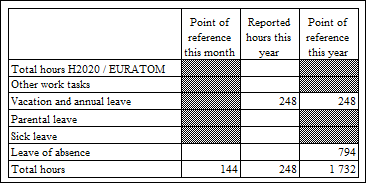 Point of reference this month
Reported hours this year
Point of reference this year
Total hours H2020 / EURATOM
Other work tasks
Vacation and annual leave 248 248
Parental leave
Sick leave
Leave of absence 794
Total hours 144 248 1 732